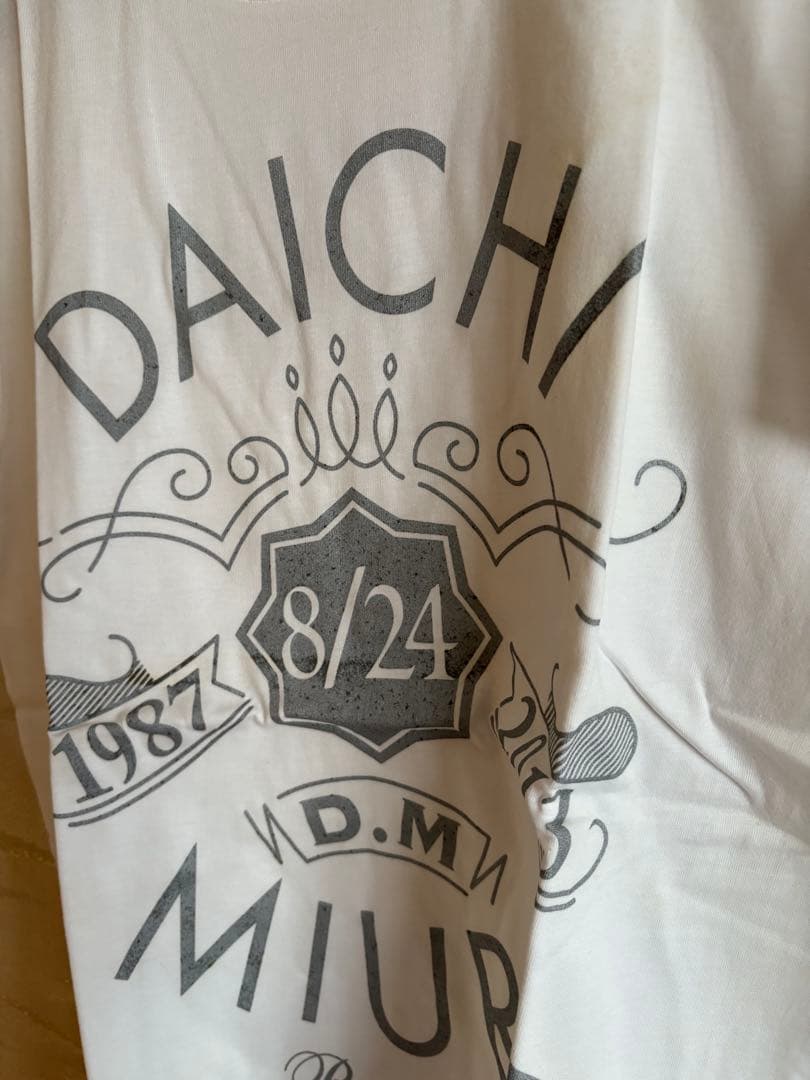 DAICHI
8/24
1987
D.M
MIUR